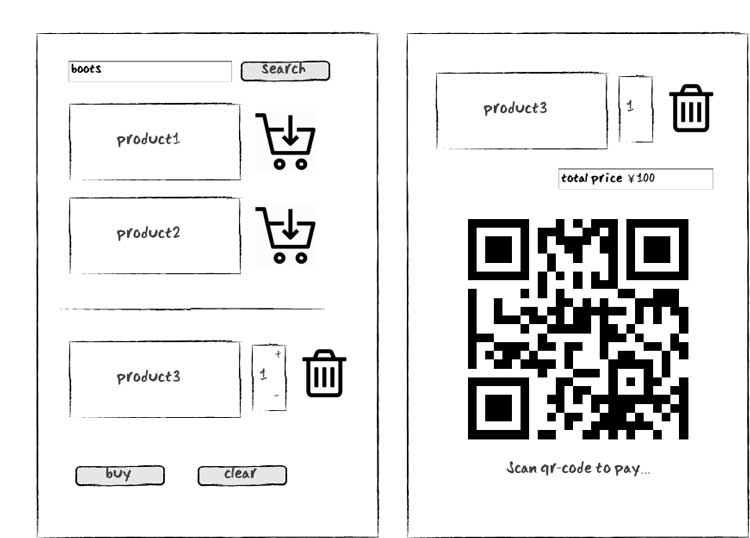 boots
Search
product1
product2
product3
+
1
-
buy
clear
product3
1
total price ¥100
Scan qr-code to pay...